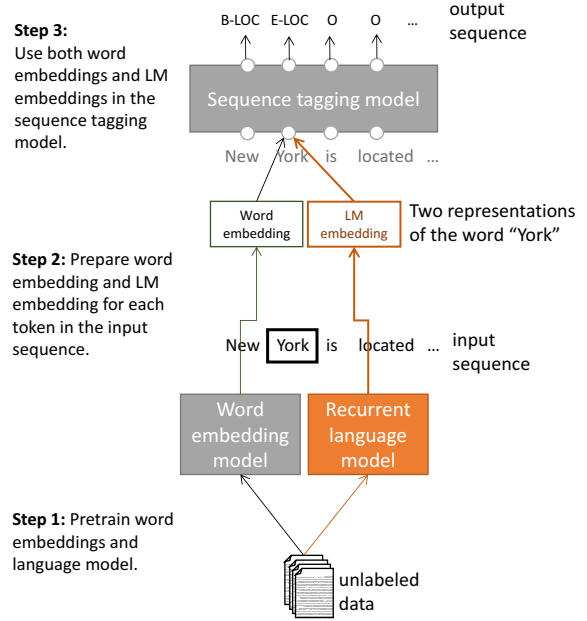 B-LOC E-LOC O O ...
output
sequence
Step 3:
Use both word
embeddings and LM
embeddings in the
sequence tagging
model.
Sequence tagging model
New York is located ...
Word
embedding
LM
embedding
Two representations
of the word “York”
Step 2: Prepare word
embedding and LM
embedding for each
token in the input
sequence.
New York is located ...
input
sequence
Word
embedding
model
Recurrent
language
model
Step 1: Pretrain word
embeddings and
language model.
unlabeled
data